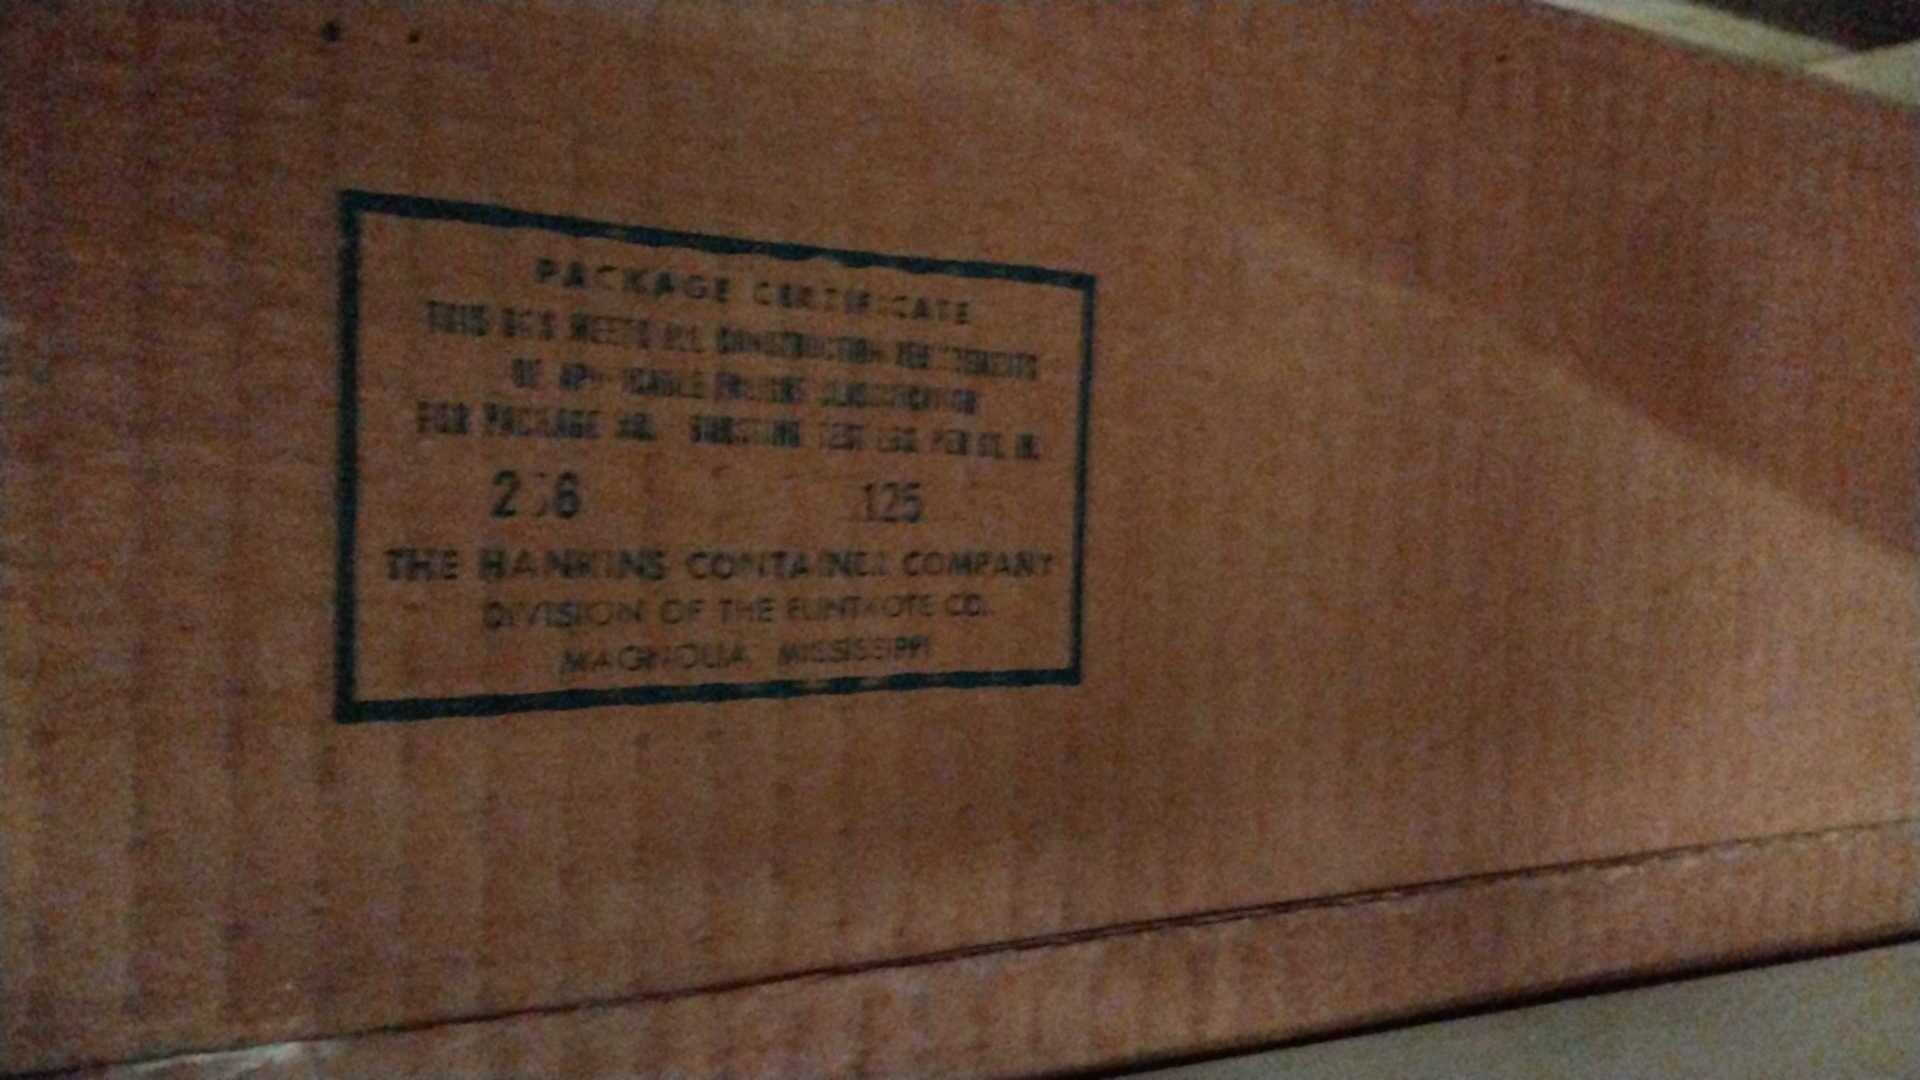 PACKAGE CERTIFICATE
THIS BOX MEETS ALL CONSTRUCTION REQUIREMENTS
OF APPLICABLE FREIGHT CLASSIFICATION
FOR PACKAGE NO. BURSTING TEST LBS. PER SQ. IN.
125
THE HANKINS CONTAINER COMPANY
DIVISION OF THE FLINTKOTE CO.
MAGNOLIA MISSISSIPPI